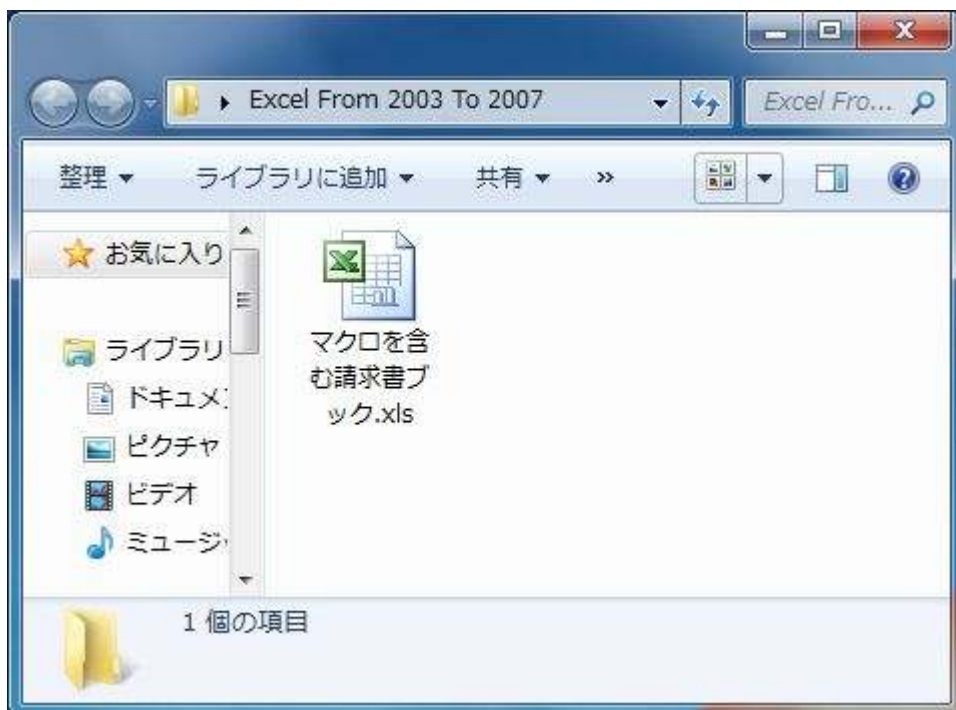 Excel From 2003 To 2007
Excel Fro...
整理
ライブラリに追加
共有
»
お気に入り
ライブラリ
ドキュメン
ピクチャ
ビデオ
ミュージッ
マクロを含
む請求書ブ
ック.xls
1 個の項目